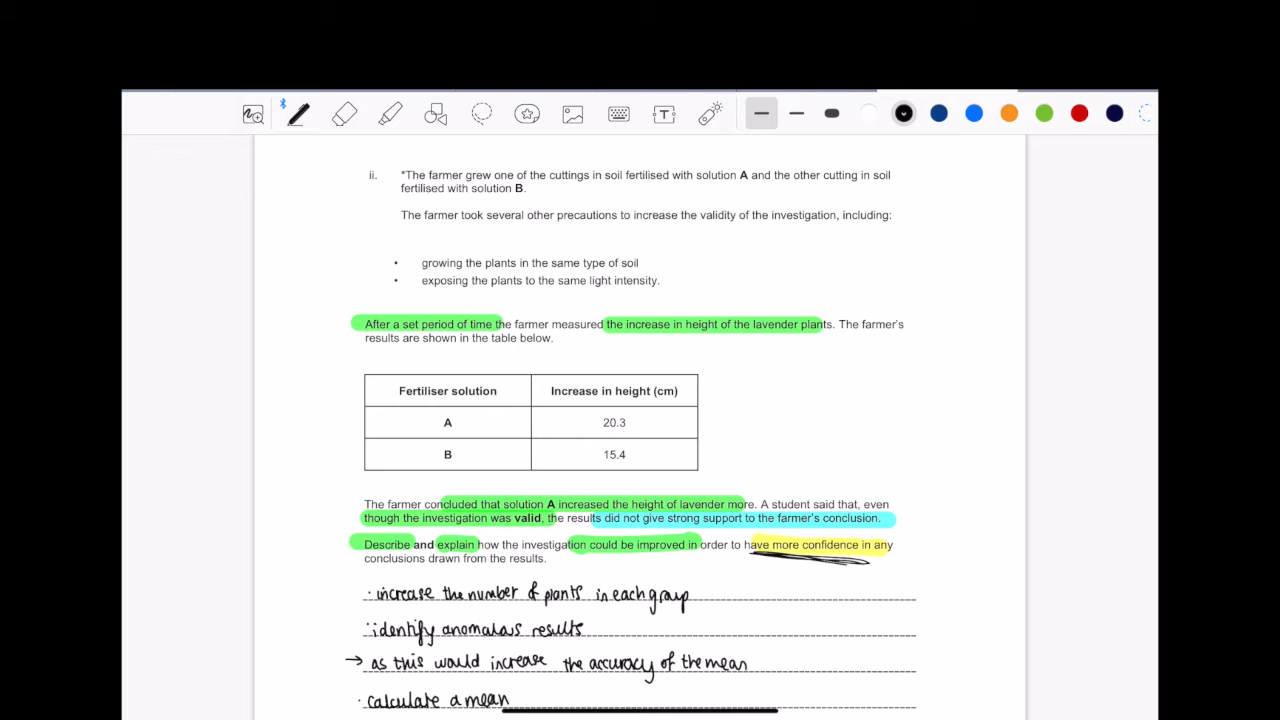 ii. *The farmer grew one of the cuttings in soil fertilised with solution A and the other cutting in soil
fertilised with solution B.
The farmer took several other precautions to increase the validity of the investigation, including:
• growing the plants in the same type of soil
• exposing the plants to the same light intensity.
After a set period of time the farmer measured the increase in height of the lavender plants. The farmer's
results are shown in the table below.
Fertiliser solution Increase in height (cm)
A 20.3
B 15.4
The farmer concluded that solution A increased the height of lavender more. A student said that, even
though the investigation was valid, the results did not give strong support to the farmer's conclusion.
Describe and explain how the investigation could be improved in order to have more confidence in any
conclusions drawn from the results.
· increase the number of plants in each group
· identify anomalous results
→ as this would increase the accuracy of the mean
· calculate a mean